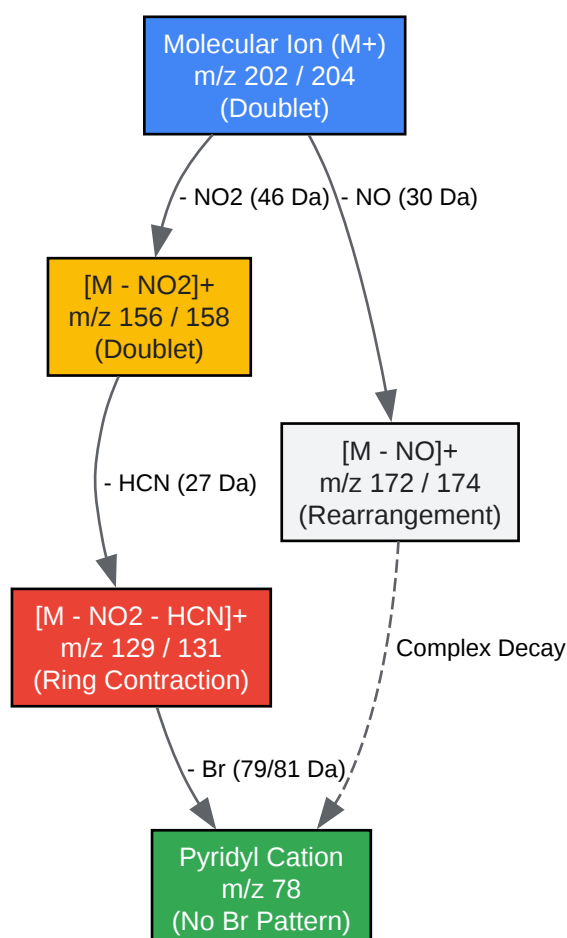 Molecular Ion (M+)
m/z 202 / 204
(Doublet)
- NO2 (46 Da)
- NO (30 Da)
[M - NO2]+
m/z 156 / 158
(Doublet)
- HCN (27 Da)
[M - NO]+
m/z 172 / 174
(Rearrangement)
[M - NO2 - HCN]+
m/z 129 / 131
(Ring Contraction)
Complex Decay
- Br (79/81 Da)
Pyridyl Cation
m/z 78
(No Br Pattern)